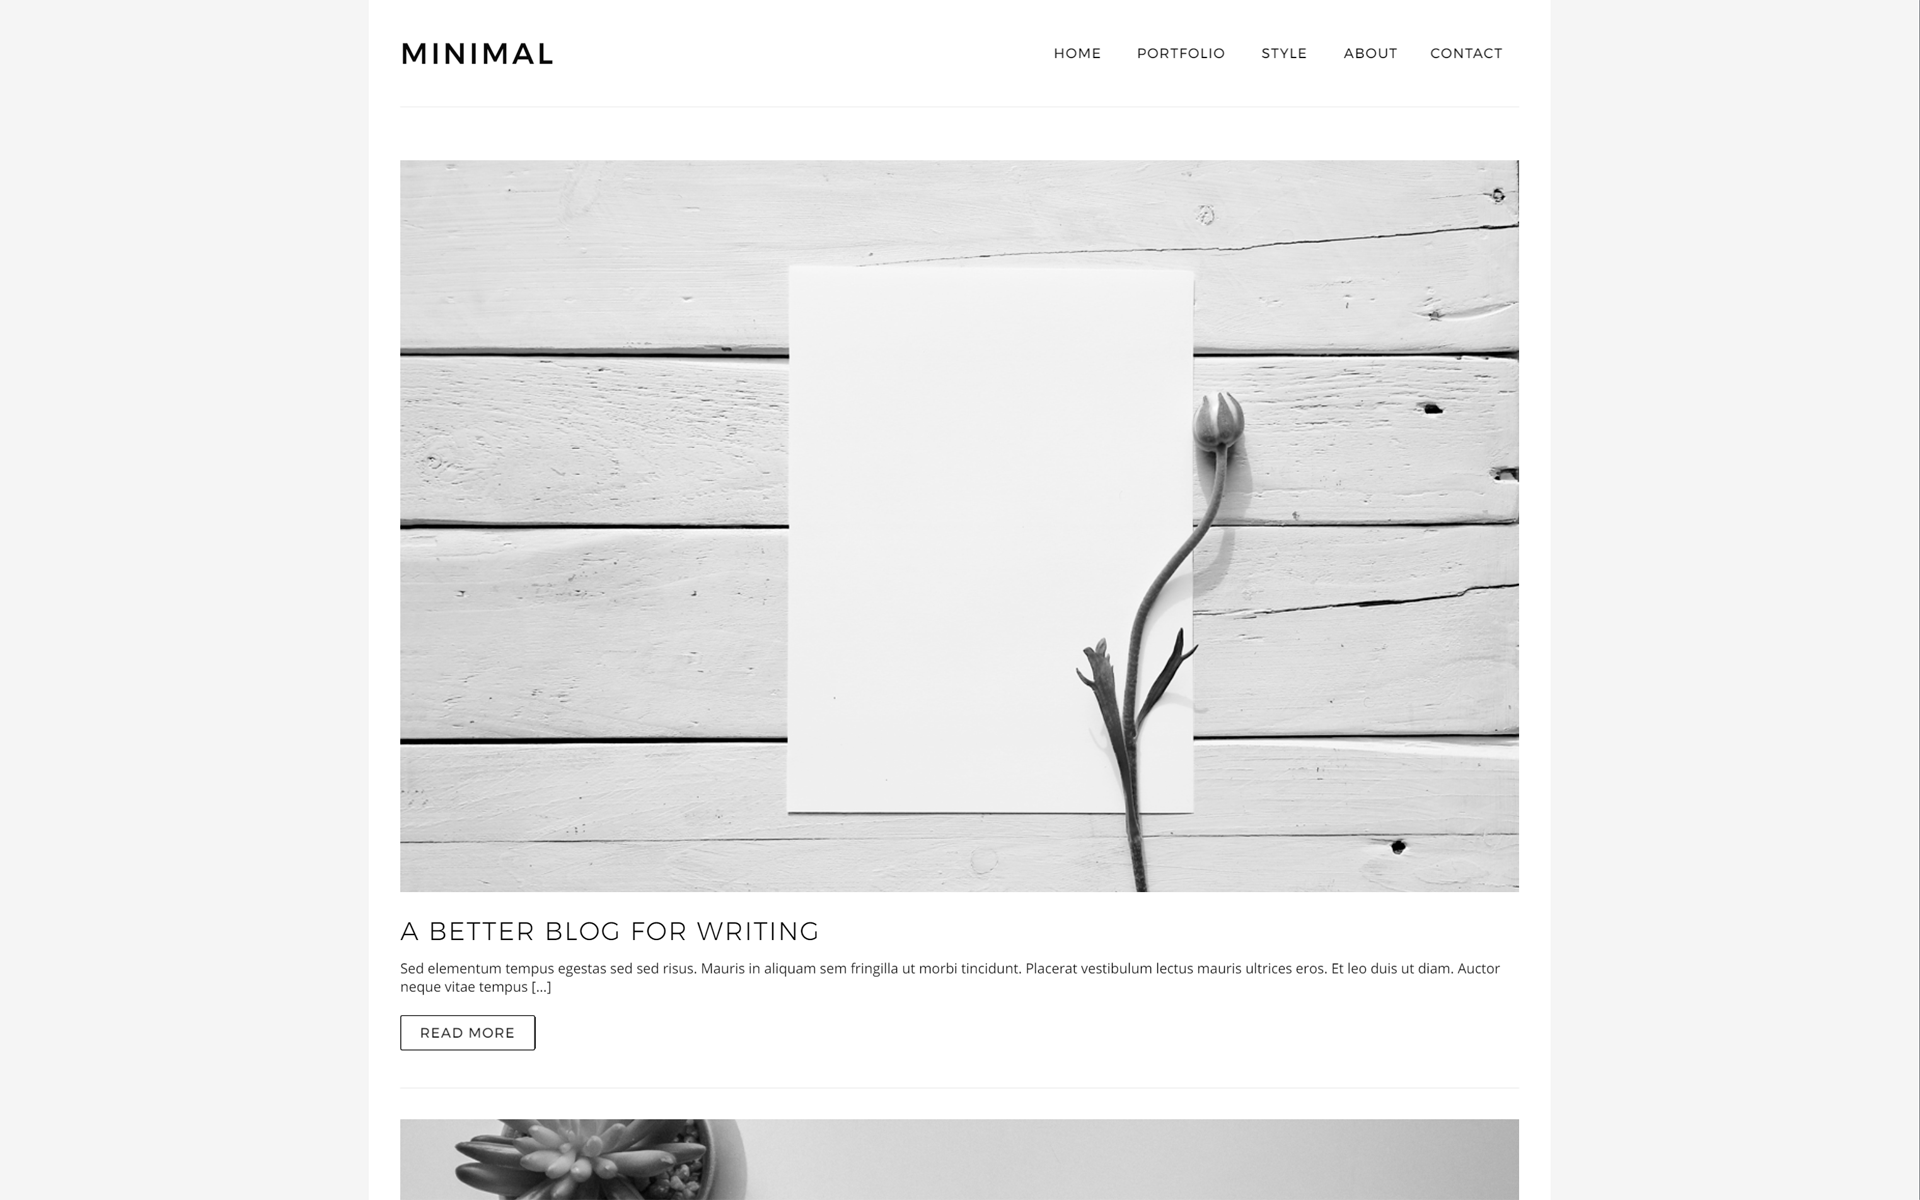 MINIMAL
HOME PORTFOLIO STYLE ABOUT CONTACT
A BETTER BLOG FOR WRITING
Sed elementum tempus egestas sed sed risus. Mauris in aliquam sem fringilla ut morbi tincidunt. Placerat vestibulum lectus mauris ultrices eros. Et leo duis ut diam. Auctor
neque vitae tempus [...]
READ MORE